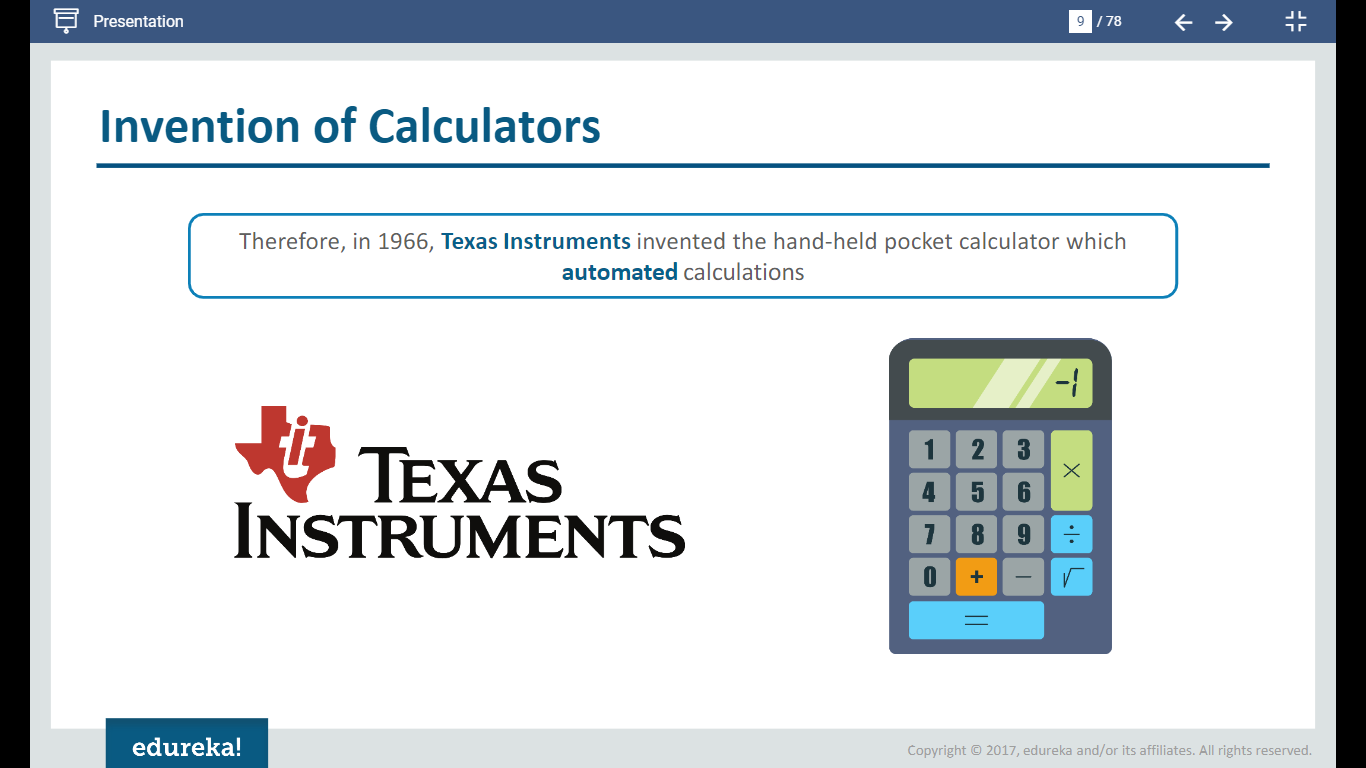 Presentation
9 / 78
Invention of Calculators
Therefore, in 1966, Texas Instruments invented the hand-held pocket calculator which
automated calculations
TEXAS
INSTRUMENTS
-1
1 2 3 ×
4 5 6
7 8 9 ÷
0 + − √
=
edureka!
Copyright © 2017, edureka and/or its affiliates. All rights reserved.